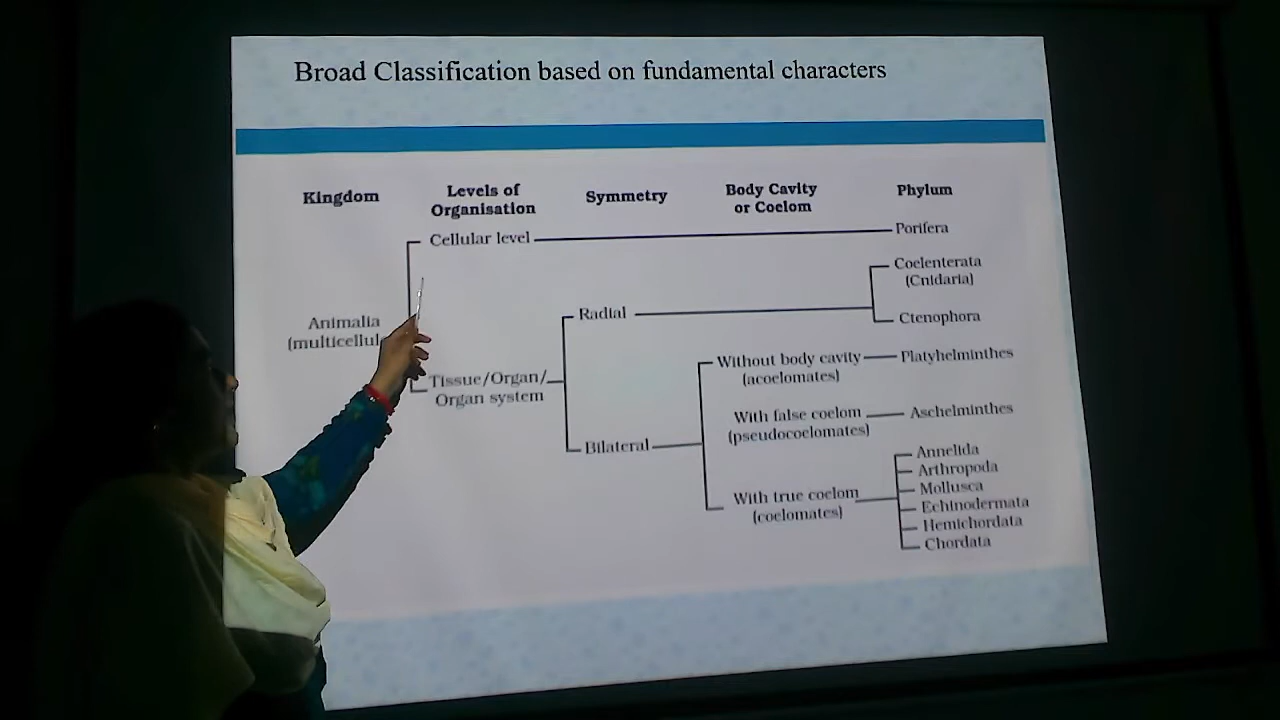 Broad Classification based on fundamental characters
Kingdom
Levels of
Organisation
Symmetry
Body Cavity
or Coelom
Phylum
Cellular level
Porifera
Coelenterata
(Cnidaria)
Radial
Ctenophora
Animalia
(multicellul
Tissue/Organ/
Organ system
Without body cavity
(acoelomates)
Platyhelminthes
With false coelom
(pseudocoelomates)
Aschelminthes
Bilateral
With true coelom
(coelomates)
Annelida
Arthropoda
Mollusca
Echinodermata
Hemichordata
Chordata